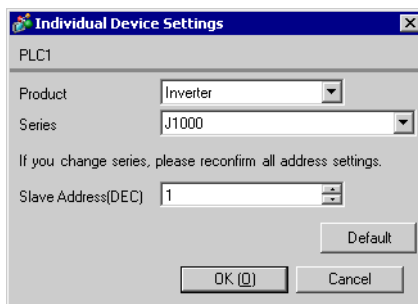 Individual Device Settings
PLC1
Product Inverter
Series J1000
If you change series, please reconfirm all address settings.
Slave Address(DEC) 1
Default
OK (O) Cancel